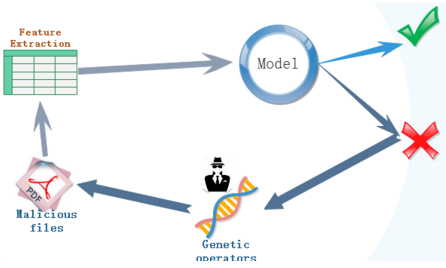 Feature
Extraction
Model
PDF
Malicious
files
Genetic
operators